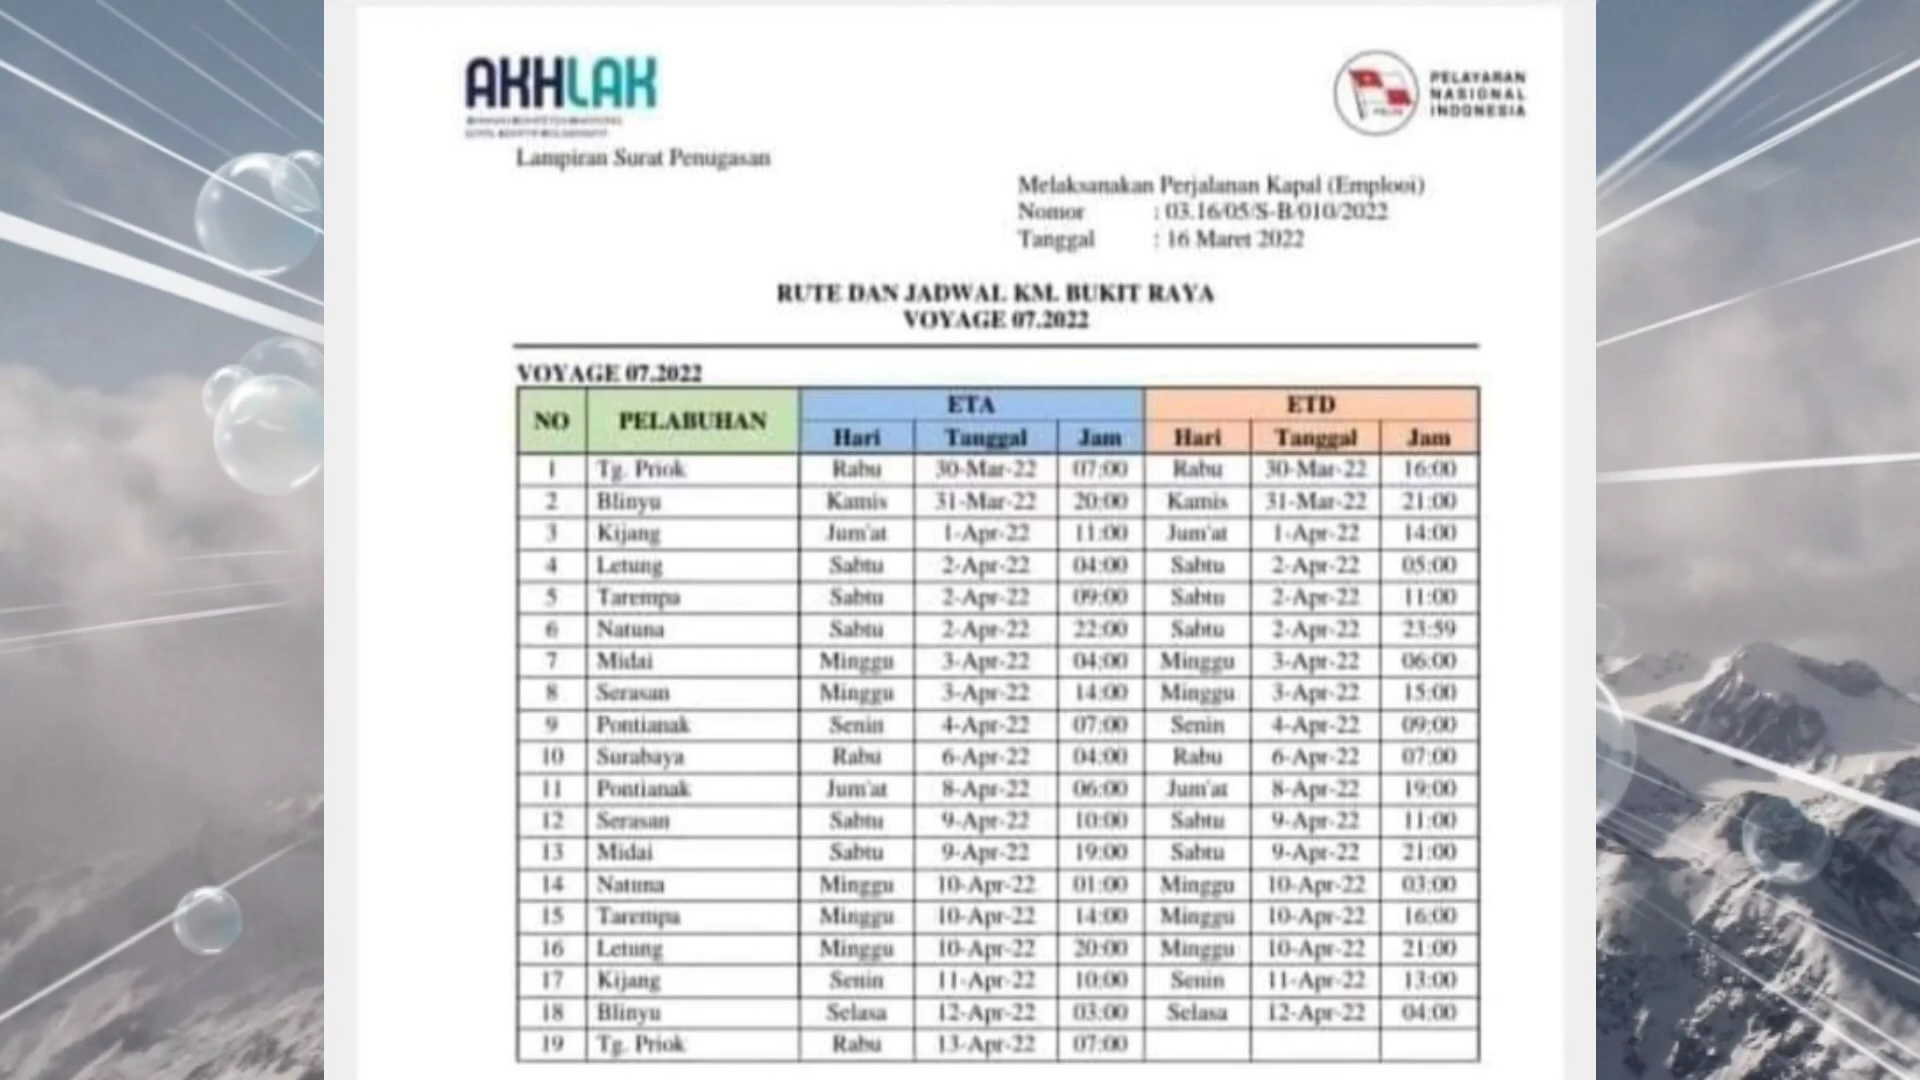 AKHLAK
PELAYARAN
NASIONAL
INDONESIA
Lampiran Surat Penugasan
Melaksanakan Perjalanan Kapal (Emplooi)
Nomor : 03.16/05/S-B/010/2022
Tanggal : 16 Maret 2022
RUTE DAN JADWAL KM. BUKIT RAYA
VOYAGE 07.2022
VOYAGE 07.2022
NO PELABUHAN ETA ETD
Hari Tanggal Jam Hari Tanggal Jam
1 Tg. Priok Rabu 30-Mar-22 07:00 Rabu 30-Mar-22 16:00
2 Blinyu Kamis 31-Mar-22 20:00 Kamis 31-Mar-22 21:00
3 Kijang Jum'at 1-Apr-22 11:00 Jum'at 1-Apr-22 14:00
4 Letung Sabtu 2-Apr-22 04:00 Sabtu 2-Apr-22 05:00
5 Tarempa Sabtu 2-Apr-22 09:00 Sabtu 2-Apr-22 11:00
6 Natuna Sabtu 2-Apr-22 22:00 Sabtu 2-Apr-22 23:59
7 Midai Minggu 3-Apr-22 04:00 Minggu 3-Apr-22 06:00
8 Serasan Minggu 3-Apr-22 14:00 Minggu 3-Apr-22 15:00
9 Pontianak Senin 4-Apr-22 07:00 Senin 4-Apr-22 09:00
10 Surabaya Rabu 6-Apr-22 04:00 Rabu 6-Apr-22 07:00
11 Pontianak Jum'at 8-Apr-22 06:00 Jum'at 8-Apr-22 19:00
12 Serasan Sabtu 9-Apr-22 10:00 Sabtu 9-Apr-22 11:00
13 Midai Sabtu 9-Apr-22 19:00 Sabtu 9-Apr-22 21:00
14 Natuna Minggu 10-Apr-22 01:00 Minggu 10-Apr-22 03:00
15 Tarempa Minggu 10-Apr-22 14:00 Minggu 10-Apr-22 16:00
16 Letung Minggu 10-Apr-22 20:00 Minggu 10-Apr-22 21:00
17 Kijang Senin 11-Apr-22 10:00 Senin 11-Apr-22 13:00
18 Blinyu Selasa 12-Apr-22 03:00 Selasa 12-Apr-22 04:00
19 Tg. Priok Rabu 13-Apr-22 07:00